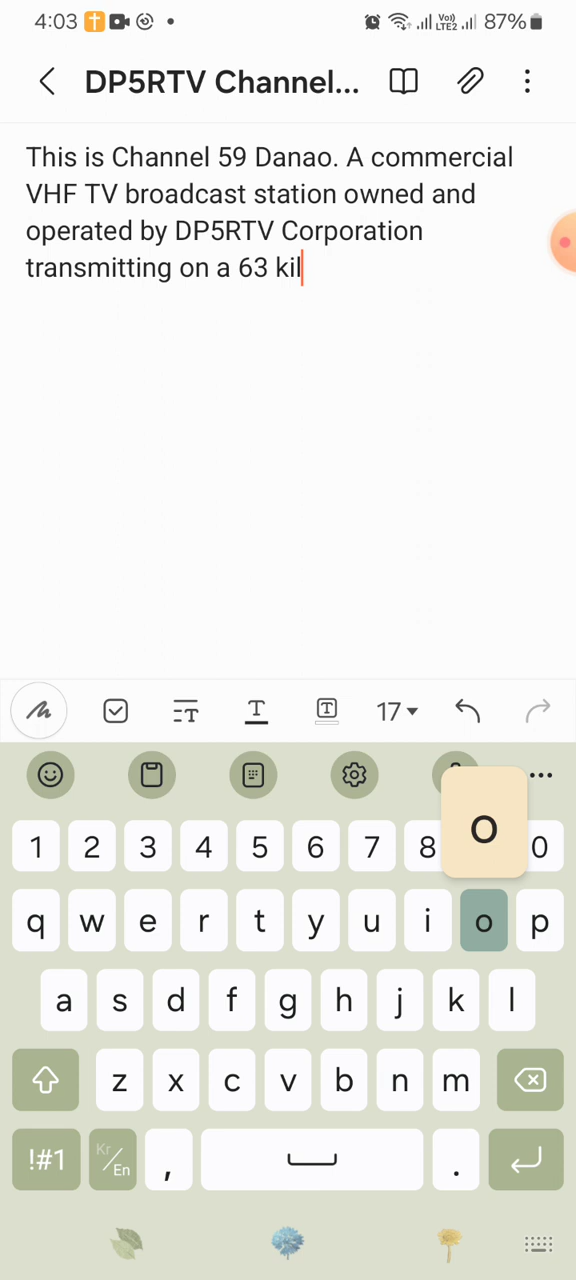 4:03
Vo))
LTE2
87%
DP5RTV Channel...
This is Channel 59 Danao. A commercial
VHF TV broadcast station owned and
operated by DP5RTV Corporation
transmitting on a 63 kil
T
T
T
17
o
1 2 3 4 5 6 7 8 0
q w e r t y u i o p
a s d f g h j k l
z x c v b n m
!#1 Kr/En , .